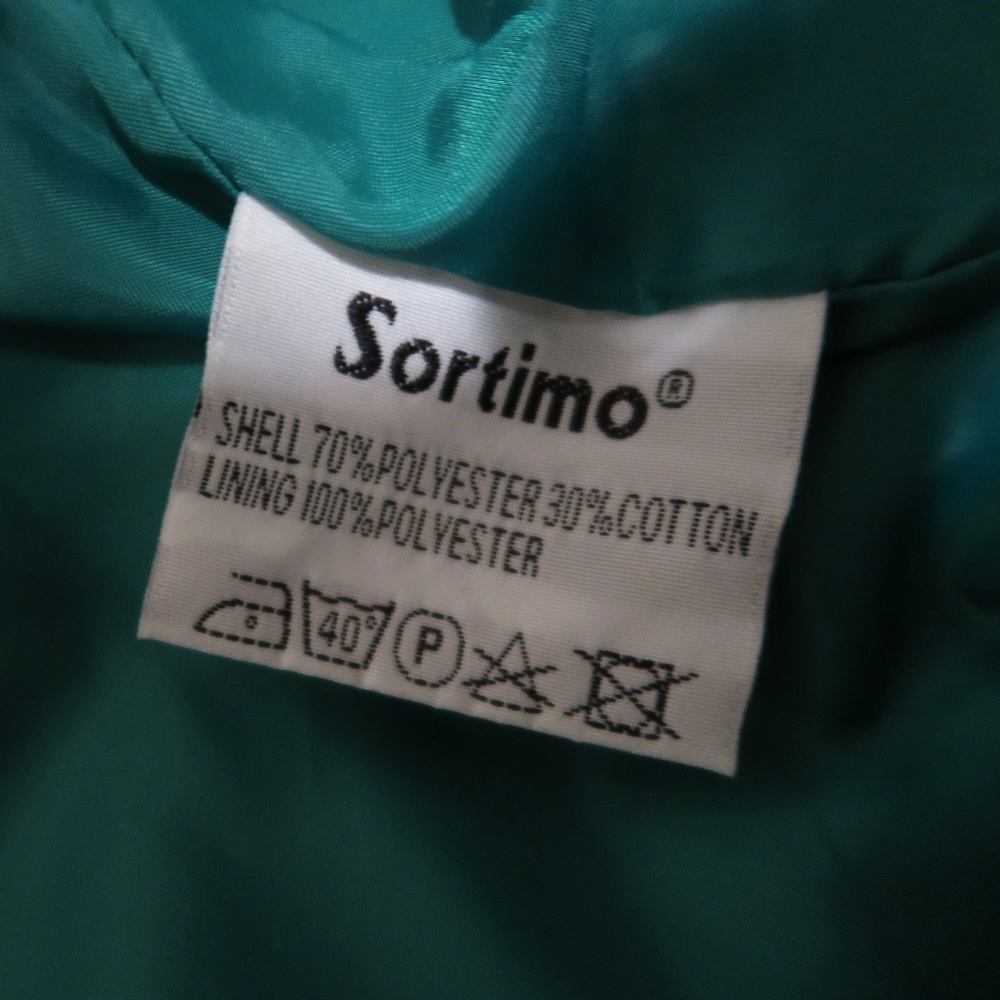 Sortimo®
SHELL 70%POLYESTER 30%COTTON
LINING 100%POLYESTER
40° P